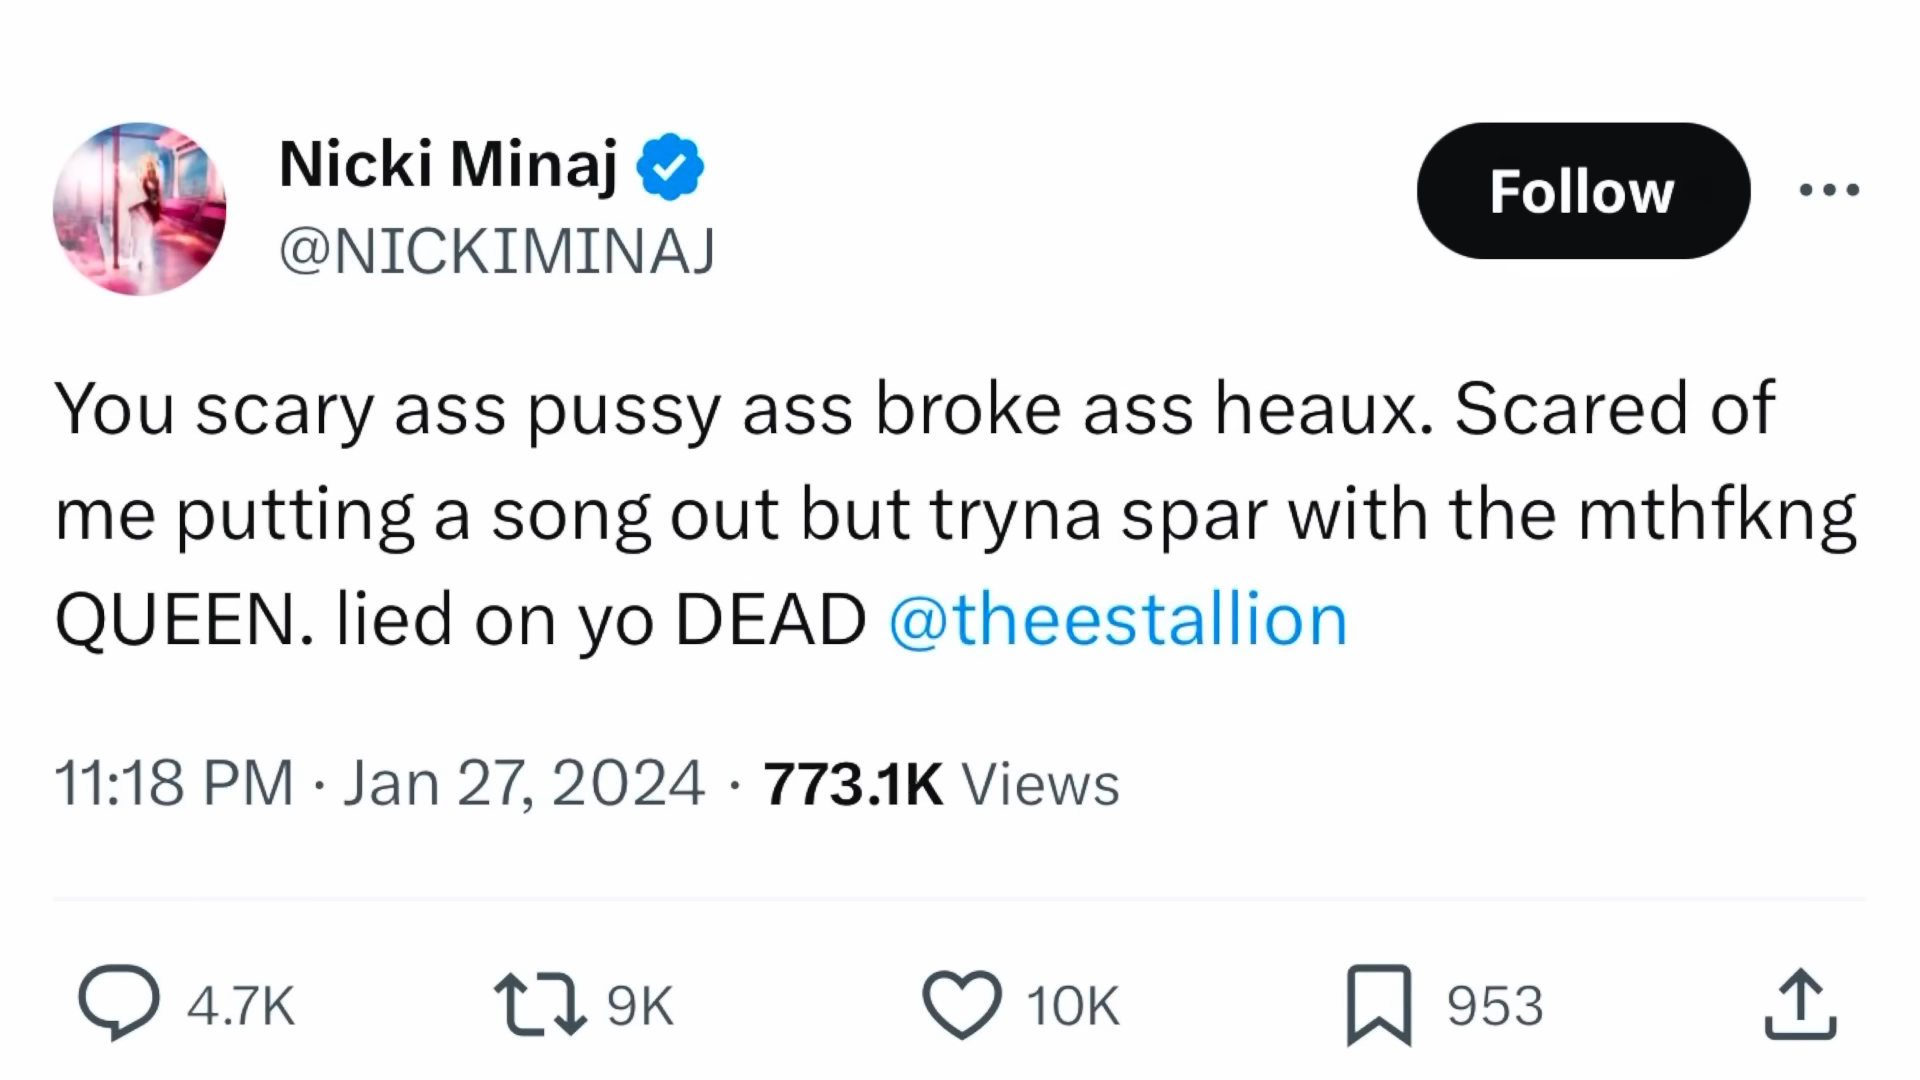 Nicki Minaj
@NICKIMINAJ
Follow
You scary ass pussy ass broke ass heaux. Scared of
me putting a song out but tryna spar with the mthfkng
QUEEN. lied on yo DEAD @theestallion
11:18 PM · Jan 27, 2024 · 773.1K Views
4.7K 9K 10K 953